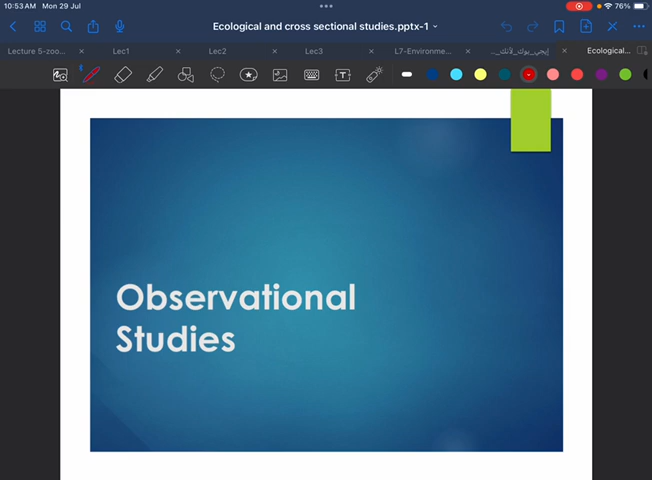 10:53 AM Mon 29 Jul
76%
Ecological and cross sectional studies.pptx-1
Lecture 5-zoo...
Lec1
Lec2
Lec3
L7-Environme...
إيجي_بوك_لأنك_...
Ecological...
T
Observational
Studies